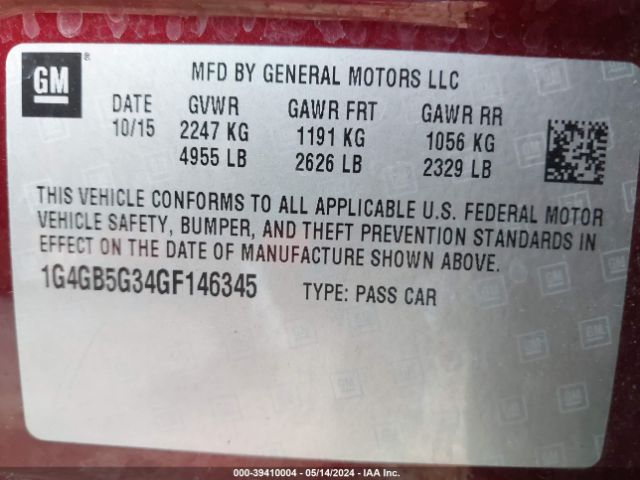 GM ®
MFD BY GENERAL MOTORS LLC
DATE GVWR GAWR FRT GAWR RR
10/15 2247 KG 1191 KG 1056 KG
4955 LB 2626 LB 2329 LB
THIS VEHICLE CONFORMS TO ALL APPLICABLE U.S. FEDERAL MOTOR
VEHICLE SAFETY, BUMPER, AND THEFT PREVENTION STANDARDS IN
EFFECT ON THE DATE OF MANUFACTURE SHOWN ABOVE.
1G4GB5G34GF146345 TYPE: PASS CAR
000-39410004 - 05/14/2024 - IAA Inc.